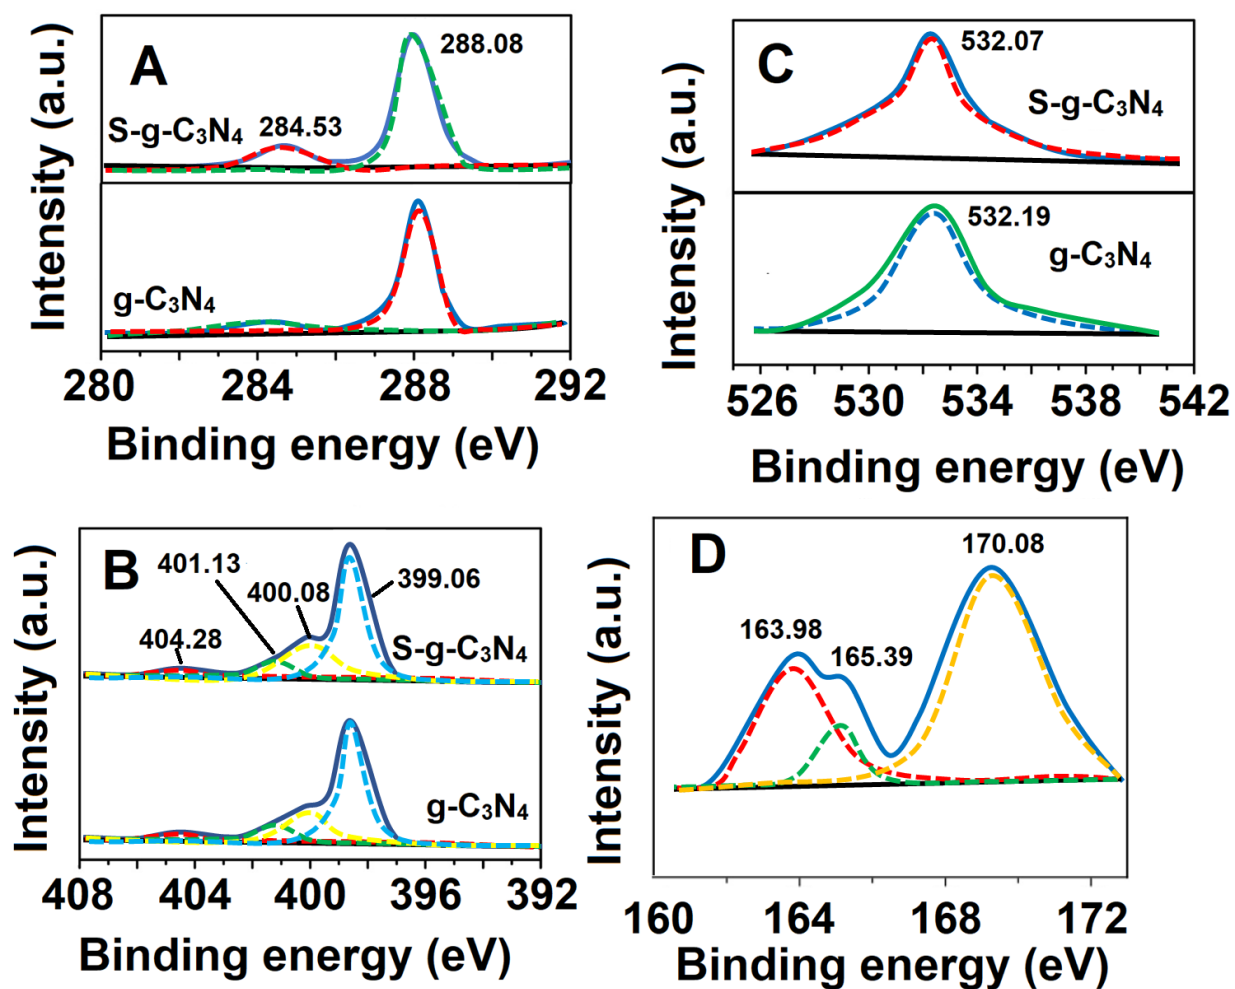 A
288.08
S-g-C₃N₄
284.53
g-C₃N₄
Intensity (a.u.)
280 284 288 292
Binding energy (eV)
C
532.07
S-g-C₃N₄
532.19
g-C₃N₄
Intensity (a.u.)
526 530 534 538 542
Binding energy (eV)
B
401.13
400.08
399.06
404.28
S-g-C₃N₄
g-C₃N₄
Intensity (a.u.)
408 404 400 396 392
Binding energy (eV)
D
170.08
163.98
165.39
Intensity (a.u.)
160 164 168 172
Binding energy (eV)